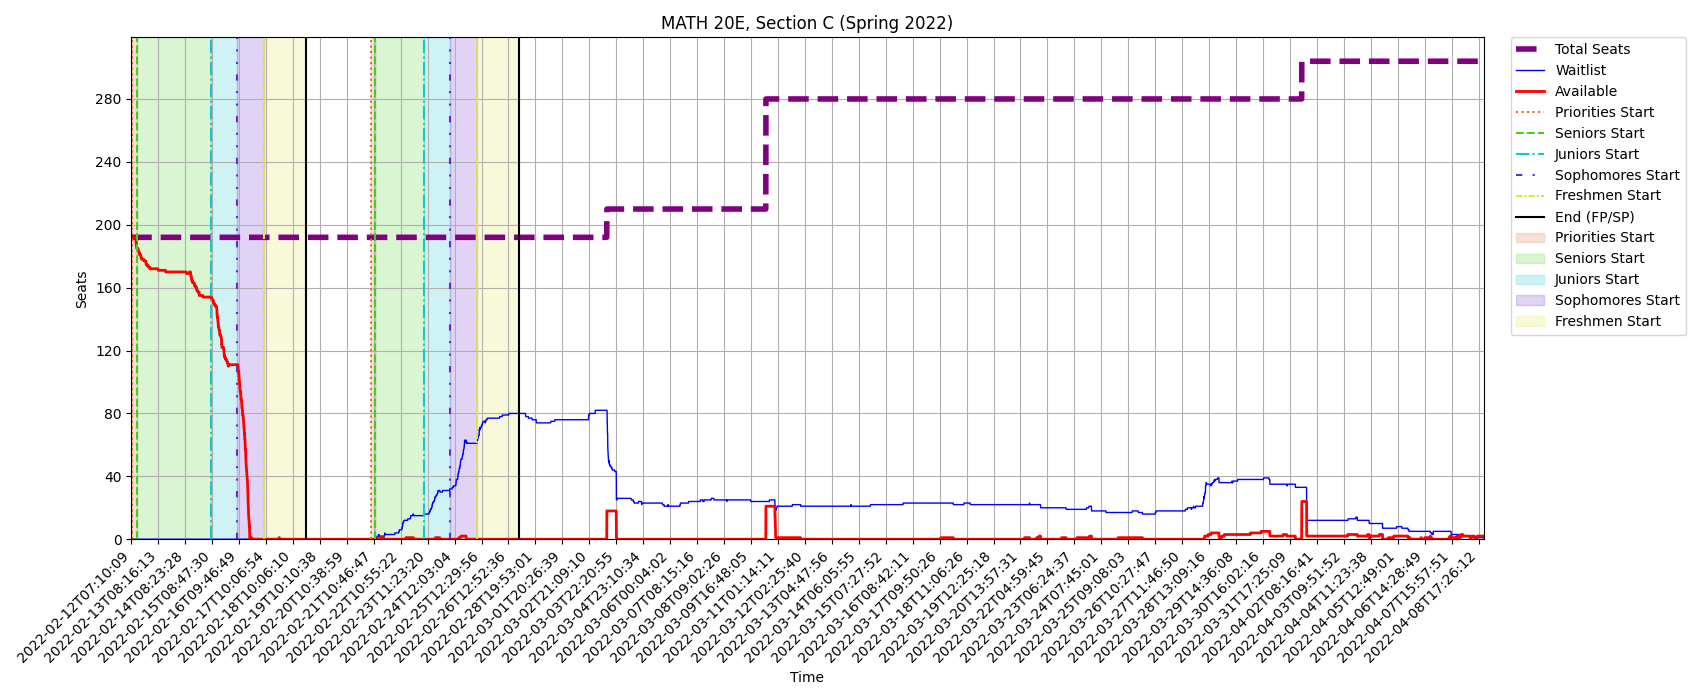 MATH 20E, Section C (Spring 2022)
Seats
280
240
200
160
120
80
40
0
2022-02-12T07:10:09
2022-02-13T08:16:13
2022-02-14T08:23:28
2022-02-15T08:47:30
2022-02-16T09:46:49
2022-02-17T10:06:54
2022-02-18T10:06:10
2022-02-19T10:10:38
2022-02-20T10:38:59
2022-02-21T10:46:47
2022-02-22T10:55:22
2022-02-23T11:23:20
2022-02-24T12:03:04
2022-02-25T12:29:56
2022-02-26T12:52:36
2022-02-28T19:53:01
2022-03-01T20:26:39
2022-03-02T21:09:10
2022-03-03T22:20:55
2022-03-04T23:10:34
2022-03-06T00:04:02
2022-03-07T08:15:16
2022-03-08T09:02:26
2022-03-09T16:48:05
2022-03-11T01:14:11
2022-03-12T02:25:40
2022-03-13T04:47:56
2022-03-14T06:05:55
2022-03-15T07:27:52
2022-03-16T08:42:11
2022-03-17T09:50:26
2022-03-18T11:06:26
2022-03-19T12:25:18
2022-03-20T13:57:31
2022-03-22T04:59:45
2022-03-23T06:24:37
2022-03-24T07:45:01
2022-03-25T09:08:03
2022-03-26T10:27:47
2022-03-27T11:46:50
2022-03-28T13:09:16
2022-03-29T14:36:08
2022-03-30T16:02:16
2022-03-31T17:25:09
2022-04-02T08:16:41
2022-04-03T09:51:52
2022-04-04T11:23:38
2022-04-05T12:49:01
2022-04-06T14:28:49
2022-04-07T15:57:51
2022-04-08T17:26:12
Time
Total Seats
Waitlist
Available
Priorities Start
Seniors Start
Juniors Start
Sophomores Start
Freshmen Start
End (FP/SP)
Priorities Start
Seniors Start
Juniors Start
Sophomores Start
Freshmen Start